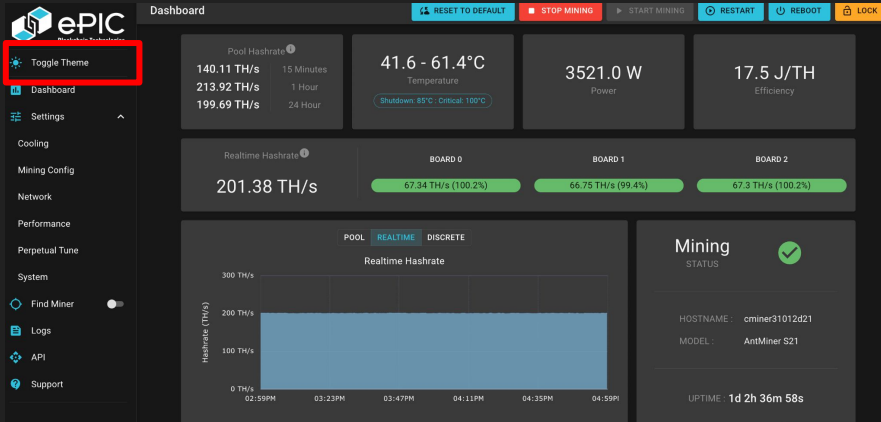 ePIC
Blockchain Technologies
Toggle Theme
Dashboard
Settings
Cooling
Mining Config
Network
Performance
Perpetual Tune
System
Find Miner
Logs
API
Support
Dashboard
RESET TO DEFAULT
STOP MINING
START MINING
RESTART
REBOOT
LOCK
Pool Hashrate
140.11 TH/s 15 Minutes
213.92 TH/s 1 Hour
199.69 TH/s 24 Hour
41.6 - 61.4°C
Temperature
Shutdown: 85°C : Critical: 100°C
3521.0 W
Power
17.5 J/TH
Efficiency
Realtime Hashrate
201.38 TH/s
BOARD 0
67.34 TH/s (100.2%)
BOARD 1
66.75 TH/s (99.4%)
BOARD 2
67.3 TH/s (100.2%)
POOL REALTIME DISCRETE
Realtime Hashrate
Hashrate (TH/s)
300 TH/s
200 TH/s
100 TH/s
0 TH/s
02:59PM 03:23PM 03:47PM 04:11PM 04:35PM 04:59PM
Mining
STATUS
HOSTNAME : cminer31012d21
MODEL : AntMiner S21
UPTIME : 1d 2h 36m 58s